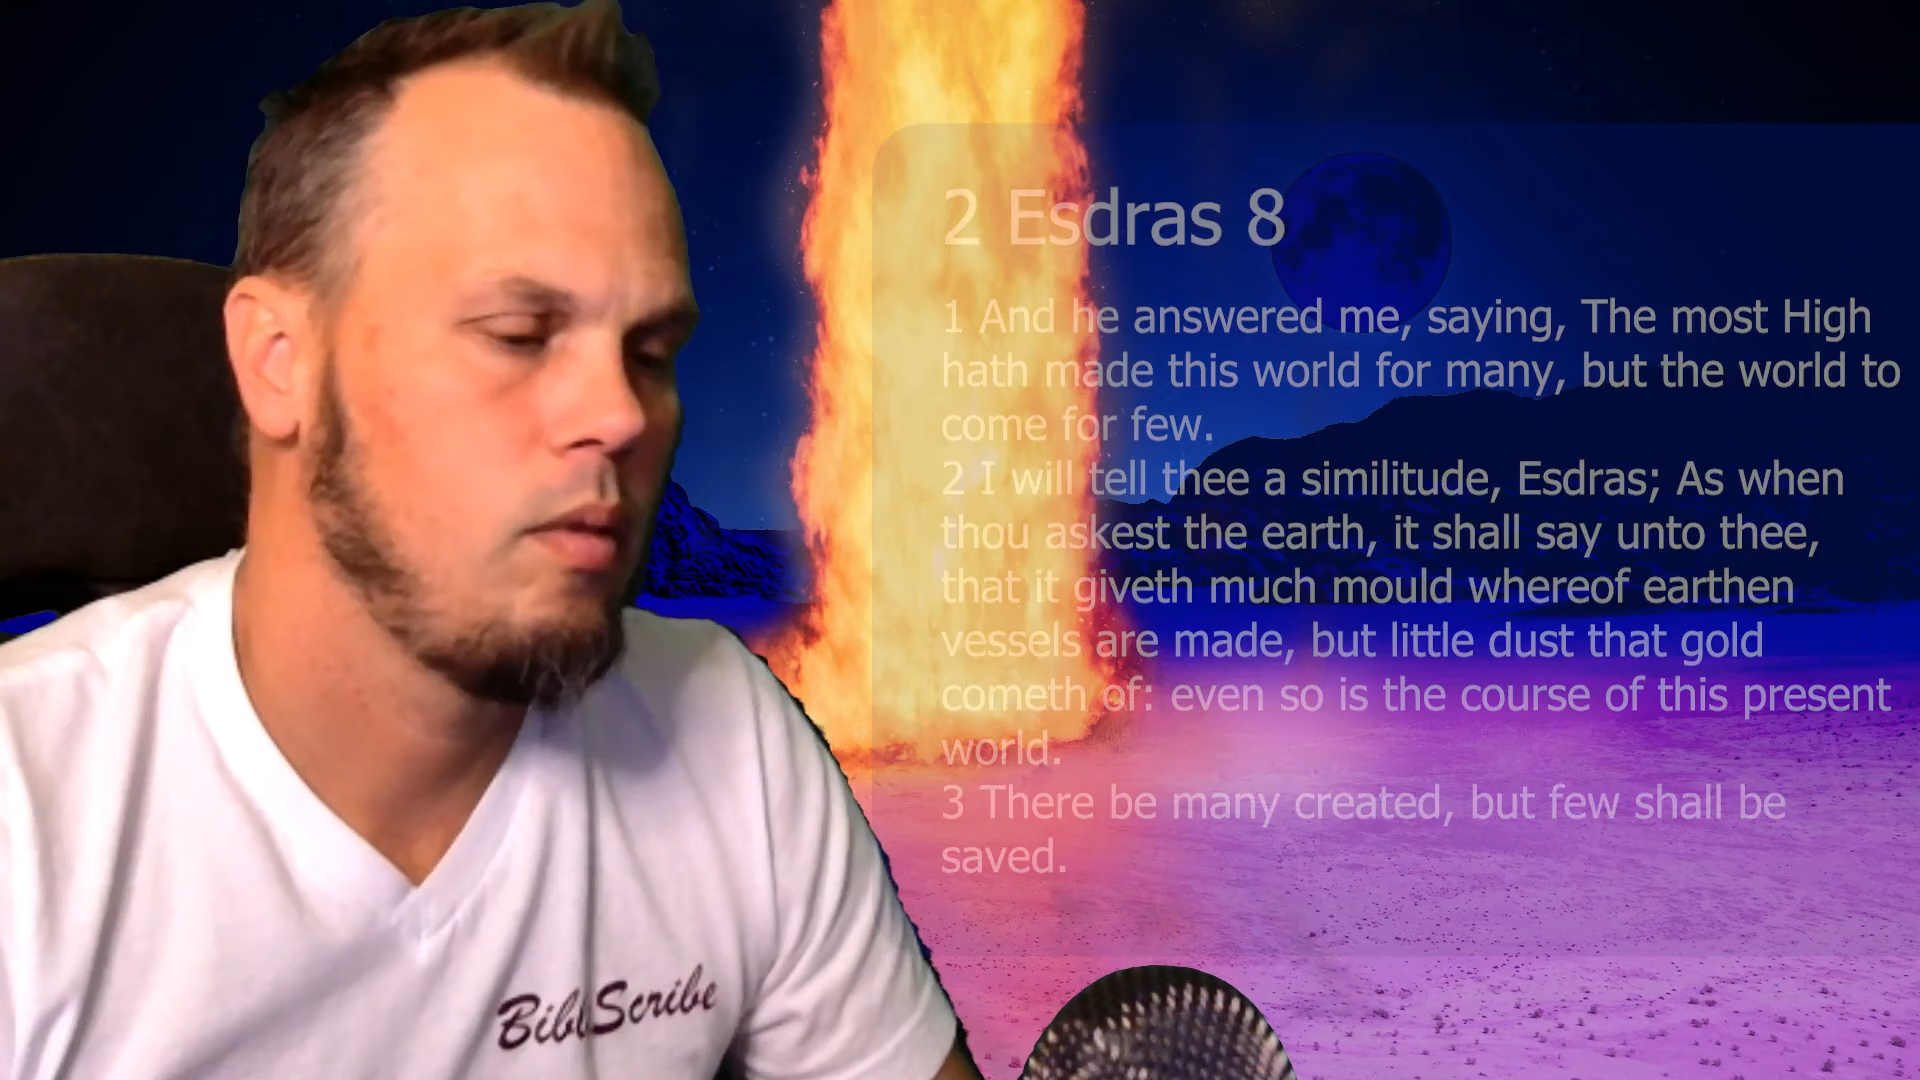 2 Esdras 8
1 And he answered me, saying, The most High
hath made this world for many, but the world to
come for few.
2 I will tell thee a similitude, Esdras; As when
thou askest the earth, it shall say unto thee,
that it giveth much mould whereof earthen
vessels are made, but little dust that gold
cometh of: even so is the course of this present
world.
3 There be many created, but few shall be
saved.
BibleScribe